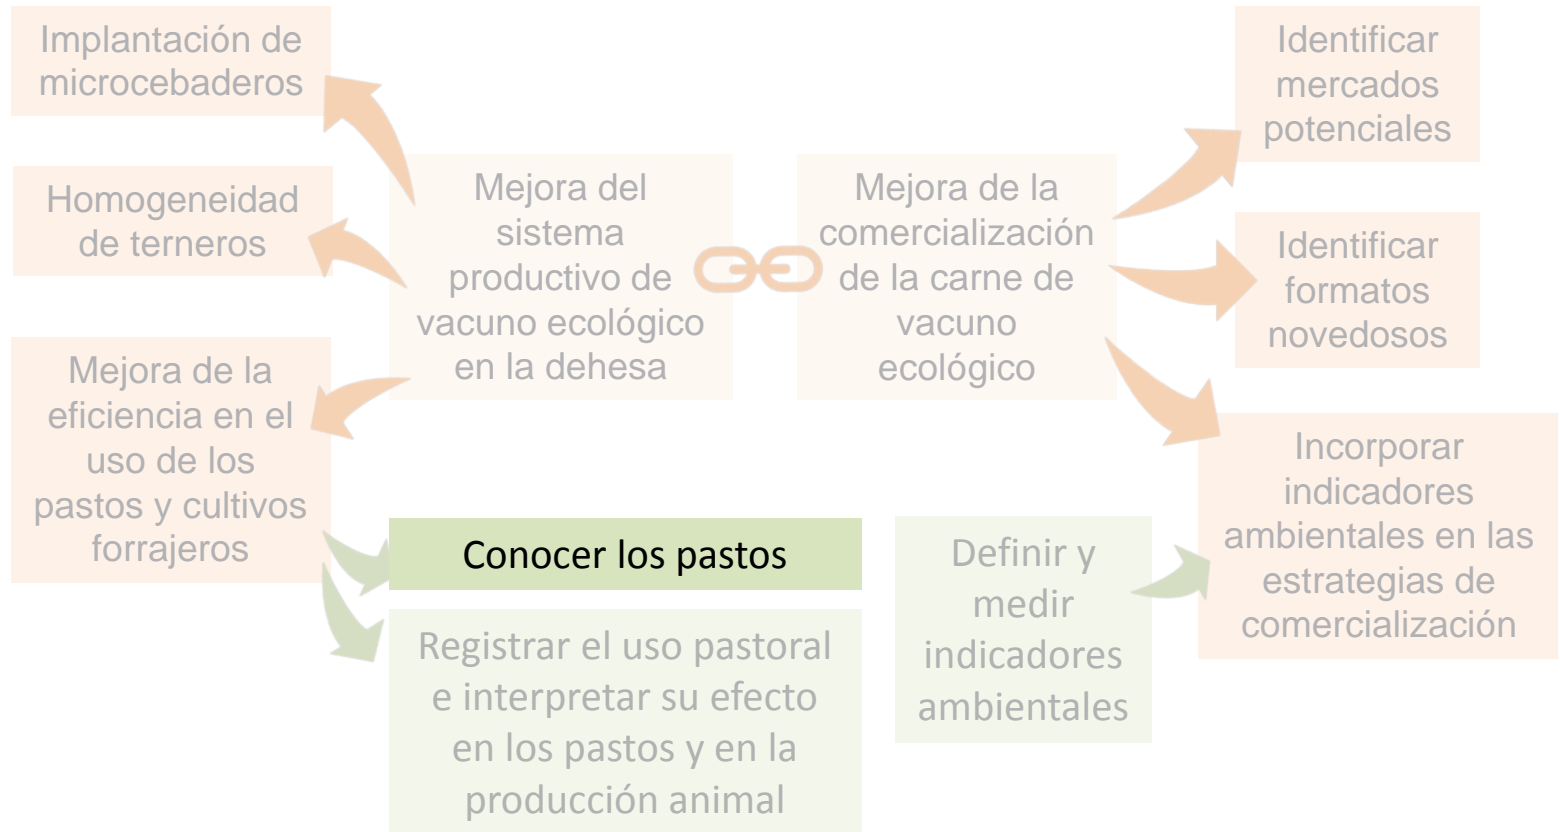 Implantación de
microcebaderos
Homogeneidad
de terneros
Mejora de la
eficiencia en el
uso de los
pastos y cultivos
forrajeros
Mejora del
sistema
productivo de
vacuno ecológico
en la dehesa
Mejora de la
comercialización
de la carne de
vacuno
ecológico
Identificar
mercados
potenciales
Identificar
formatos
novedosos
Incorporar
indicadores
ambientales en las
estrategias de
comercialización
Conocer los pastos
Registrar el uso pastoral
e interpretar su efecto
en los pastos y en la
producción animal
Definir y
medir
indicadores
ambientales